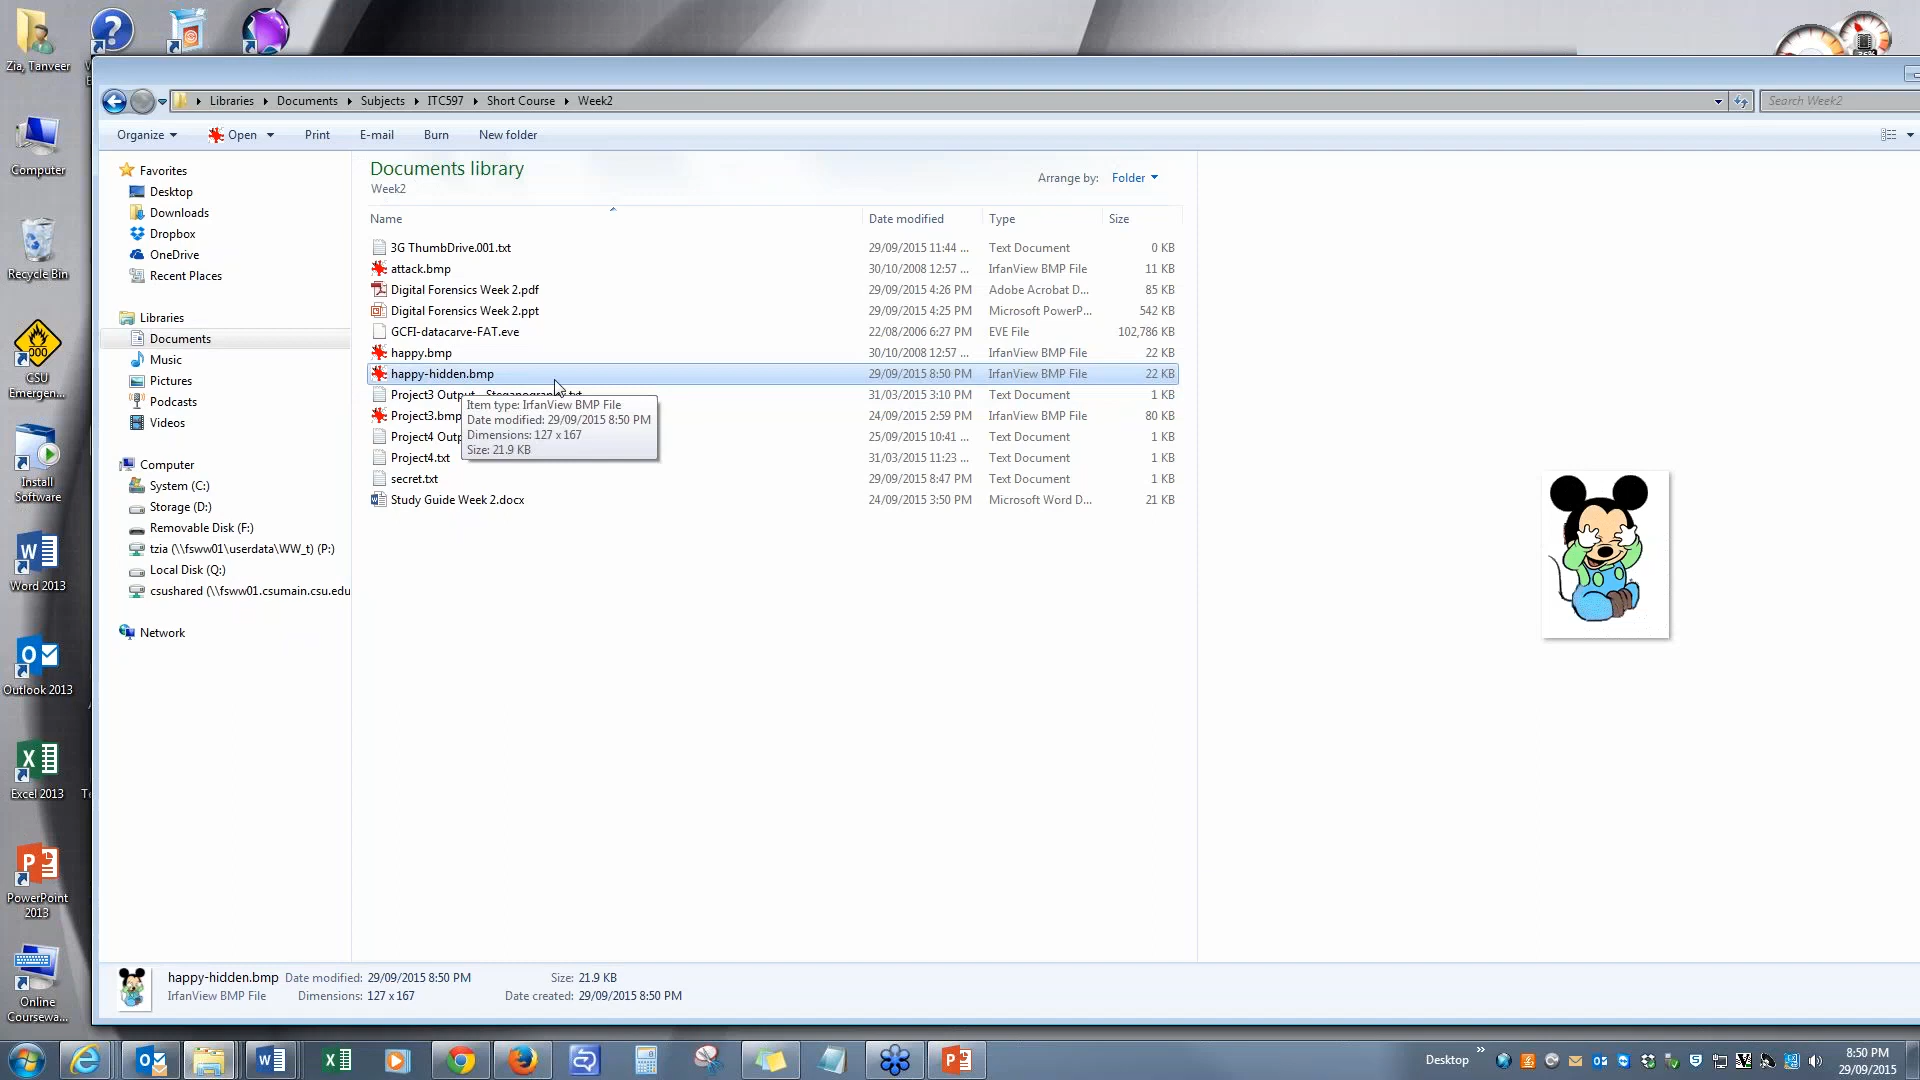 Zia, Tanveer
Computer
Recycle Bin
CSU
Emergen...
Install
Software
Word 2013
Outlook 2013
Excel 2013
PowerPoint
2013
Online
Coursewa...
Libraries Documents Subjects ITC597 Short Course Week2
Search Week2
Organize Open Print E-mail Burn New folder
Favorites
Desktop
Downloads
Dropbox
OneDrive
Recent Places
Libraries
Documents
Music
Pictures
Podcasts
Videos
Computer
System (C:)
Storage (D:)
Removable Disk (F:)
tzia (\\fsww01\userdata\WW_t) (P:)
Local Disk (Q:)
csushared (\\fsww01.csumain.csu.edu
Network
Documents library
Week2
Arrange by: Folder
Name Date modified Type Size
3G ThumbDrive.001.txt 29/09/2015 11:44 ... Text Document 0 KB
attack.bmp 30/10/2008 12:57 ... IrfanView BMP File 11 KB
Digital Forensics Week 2.pdf 29/09/2015 4:26 PM Adobe Acrobat D... 85 KB
Digital Forensics Week 2.ppt 29/09/2015 4:25 PM Microsoft PowerP... 542 KB
GCFI-datacarve-FAT.eve 22/08/2006 6:27 PM EVE File 102,786 KB
happy.bmp 30/10/2008 12:57 ... IrfanView BMP File 22 KB
happy-hidden.bmp 29/09/2015 8:50 PM IrfanView BMP File 22 KB
Project3 Output 31/03/2015 3:10 PM Text Document 1 KB
Project3.bmp 24/09/2015 2:59 PM IrfanView BMP File 80 KB
Project4 Outp 25/09/2015 10:41 ... Text Document 1 KB
Project4.txt 31/03/2015 11:23 ... Text Document 1 KB
secret.txt 29/09/2015 8:47 PM Text Document 1 KB
Study Guide Week 2.docx 24/09/2015 3:50 PM Microsoft Word D... 21 KB
Item type: IrfanView BMP File
Date modified: 29/09/2015 8:50 PM
Dimensions: 127 x 167
Size: 21.9 KB
happy-hidden.bmp Date modified: 29/09/2015 8:50 PM Size: 21.9 KB
IrfanView BMP File Dimensions: 127 x 167 Date created: 29/09/2015 8:50 PM
Desktop
8:50 PM
29/09/2015